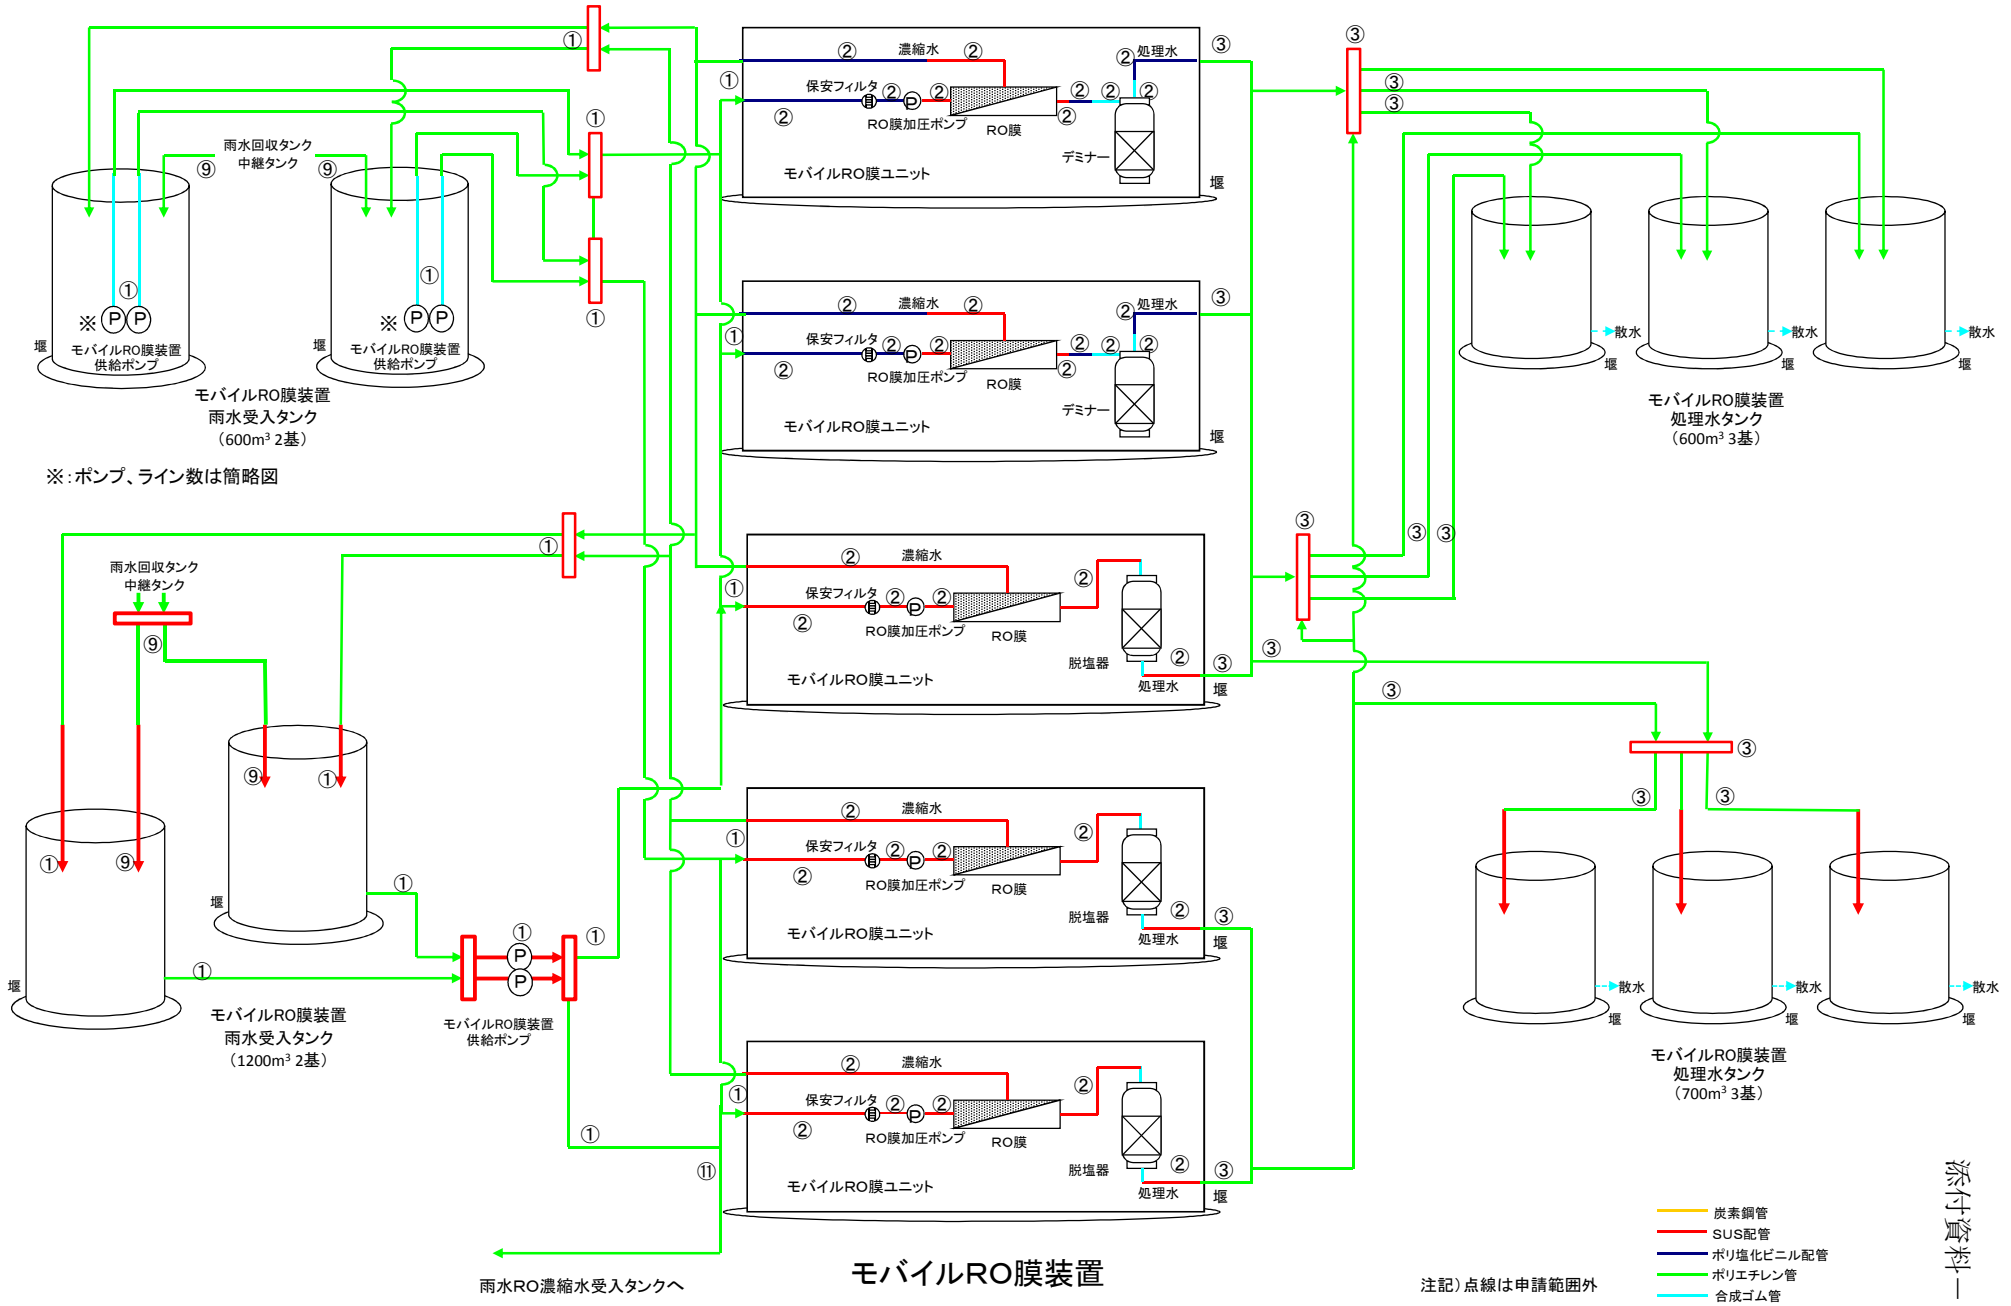 ①
①
①
⑨
雨水回収タンク
中継タンク
⑨
①
①
※
P
P
モバイルRO膜装置
供給ポンプ
堰
※
P
P
モバイルRO膜装置
供給ポンプ
堰
モバイルRO膜装置
雨水受入タンク
（600m³ 2基）
※：ポンプ、ライン数は簡略図
①
雨水回収タンク
中継タンク
⑨
⑨
①
①
⑨
堰
堰
①
①
モバイルRO膜装置
雨水受入タンク
（1200m³ 2基）
①
P
P
①
モバイルRO膜装置
供給ポンプ
①
⑪
雨水RO濃縮水受入タンクへ
①
②
濃縮水
②
②
処理水
③
保安フィルタ
②
P
②
②
②
②
②
②
RO膜加圧ポンプ
RO膜
デミナー
モバイルRO膜ユニット
堰
①
②
濃縮水
②
②
処理水
③
保安フィルタ
②
P
②
②
②
②
②
②
RO膜加圧ポンプ
RO膜
デミナー
モバイルRO膜ユニット
堰
①
②
濃縮水
②
保安フィルタ
②
P
②
②
RO膜加圧ポンプ
RO膜
脱塩器
②
③
処理水
モバイルRO膜ユニット
堰
①
②
濃縮水
②
保安フィルタ
②
P
②
②
RO膜加圧ポンプ
RO膜
脱塩器
②
③
処理水
モバイルRO膜ユニット
堰
①
②
濃縮水
②
保安フィルタ
②
P
②
②
RO膜加圧ポンプ
RO膜
脱塩器
②
③
処理水
モバイルRO膜ユニット
堰
モバイルRO膜装置
③
③
③
散水
散水
散水
堰
堰
堰
モバイルRO膜装置
処理水タンク
（600m³ 3基）
③
③
③
③
③
③
③
③
散水
散水
散水
堰
堰
堰
モバイルRO膜装置
処理水タンク
（700m³ 3基）
炭素鋼管
SUS配管
ポリ塩化ビニル配管
ポリエチレン管
合成ゴム管
注記）点線は申請範囲外
添付資料一